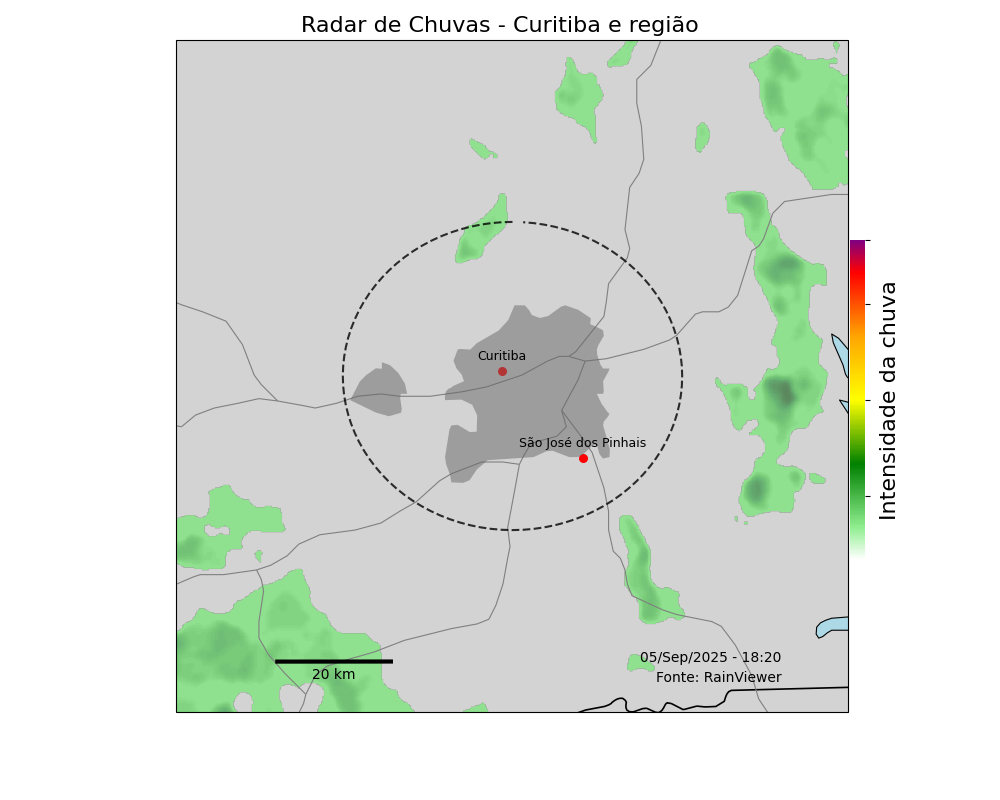 Radar de Chuvas - Curitiba e região
Curitiba
São José dos Pinhais
Intensidade da chuva
20 km
05/Sep/2025 - 18:20
Fonte: RainViewer